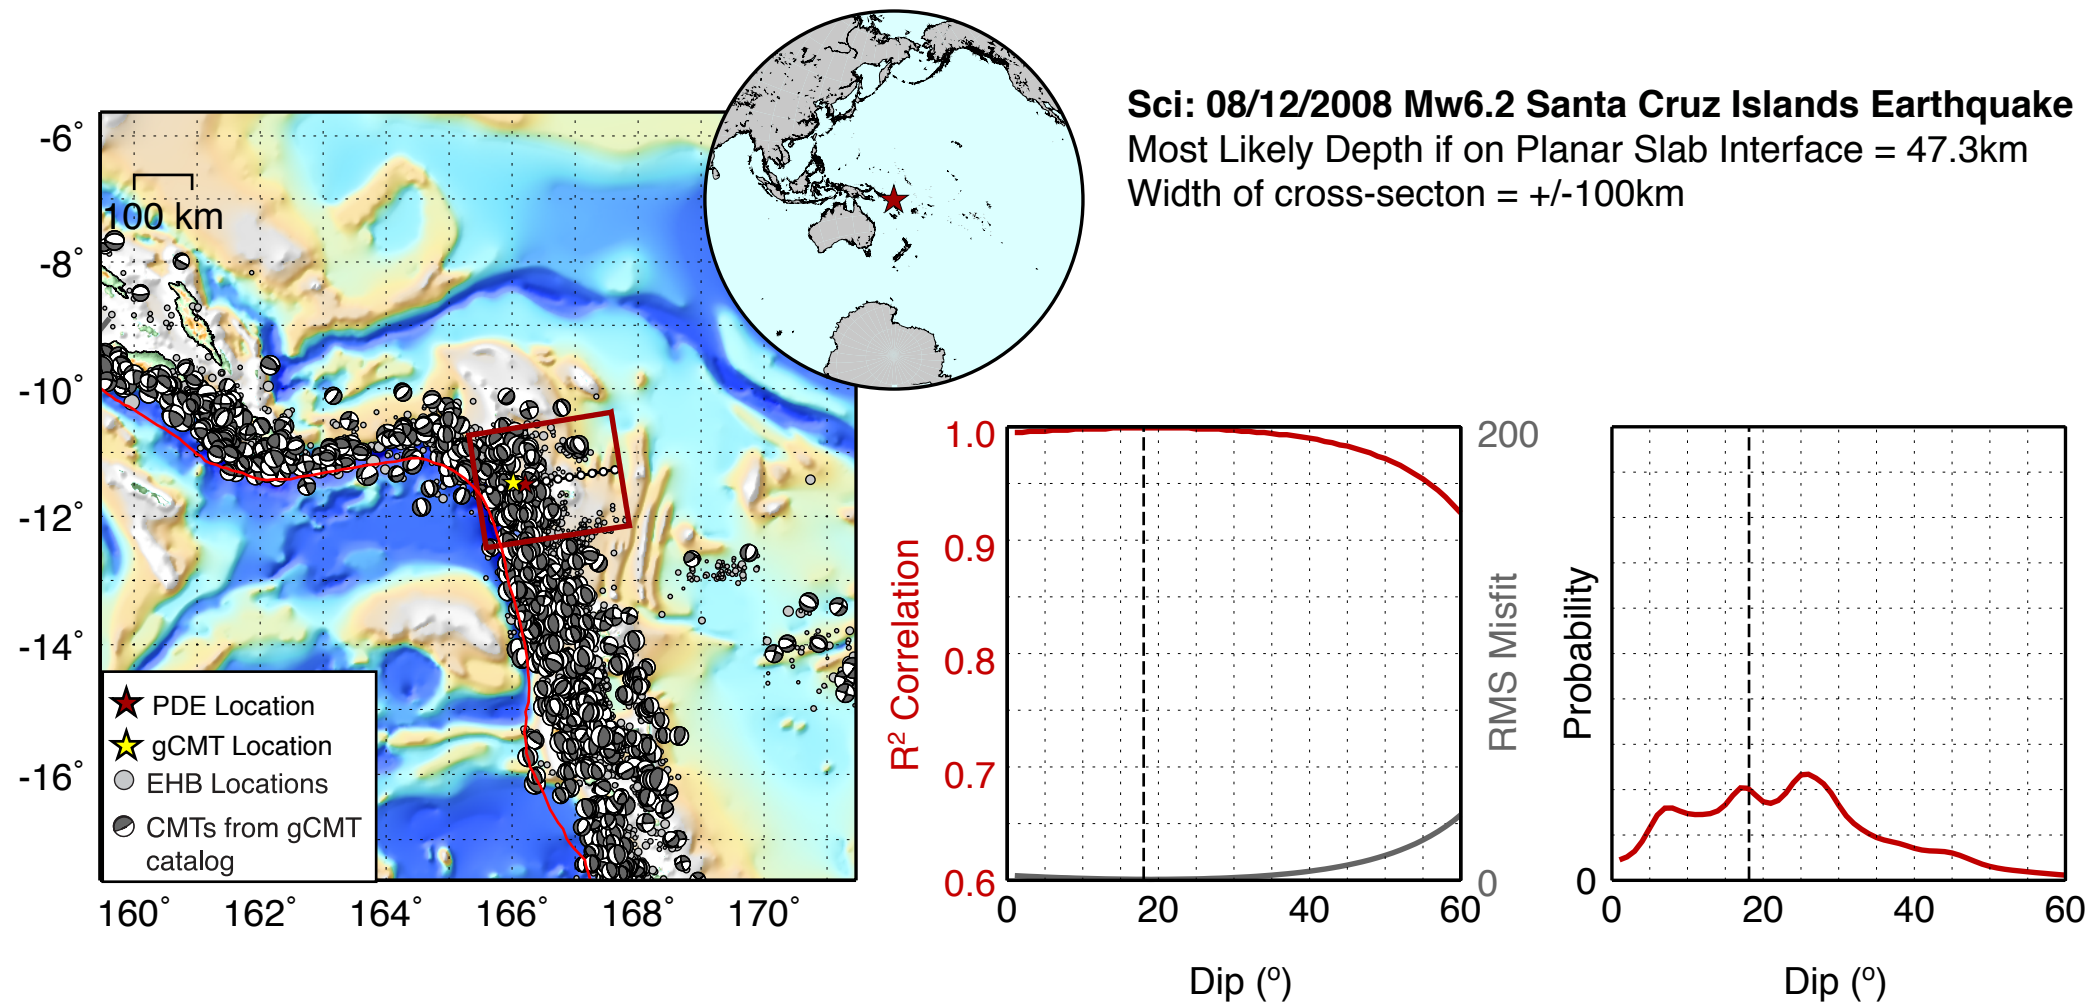 Sci: 08/12/2008 Mw6.2 Santa Cruz Islands Earthquake
Most Likely Depth if on Planar Slab Interface = 47.3km
Width of cross-secton = +/-100km
-6°
-8°
-10°
-12°
-14°
-16°
100 km
PDE Location
gCMT Location
EHB Locations
CMTs from gCMT
catalog
160° 162° 164° 166° 168° 170°
1.0
0.9
0.8
0.7
0.6
R² Correlation
200
0
RMS Misfit
0 20 40 60
Dip (º)
Probability
0
0 20 40 60
Dip (º)